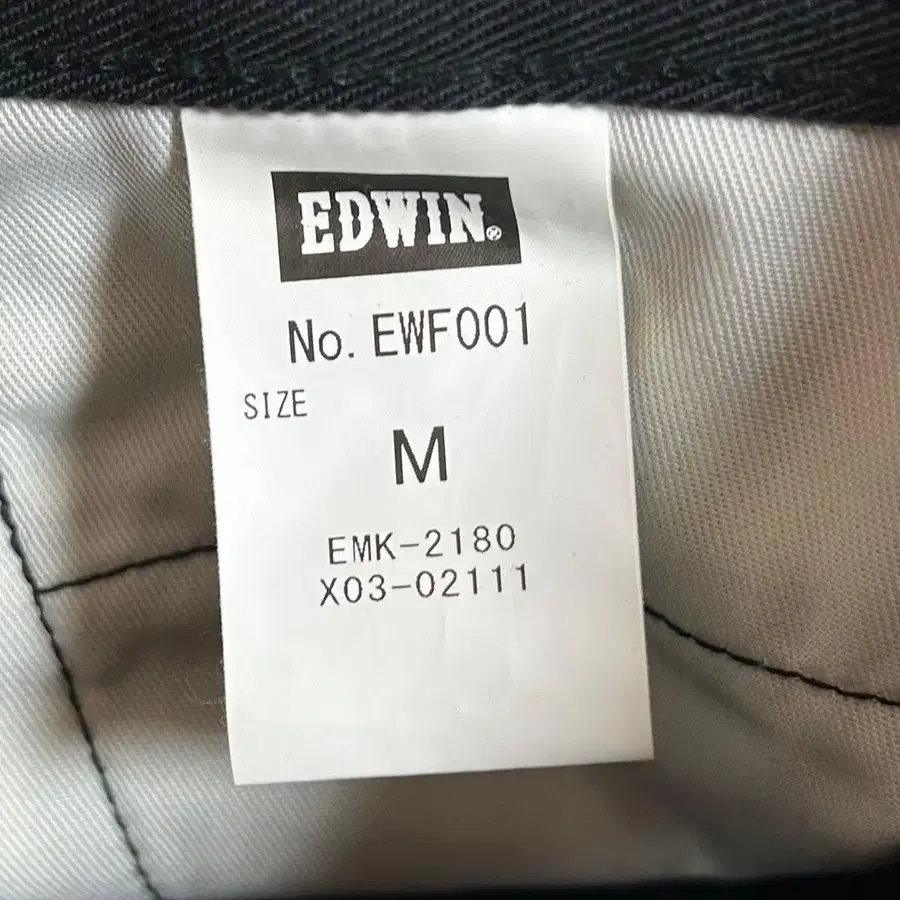 EDWIN®
No. EWF001
SIZE
M
EMK-2180
X03-02111